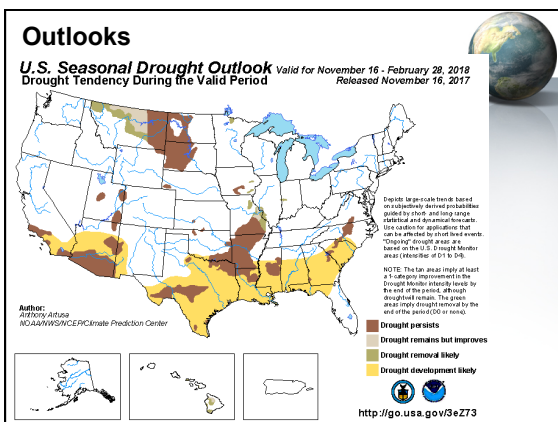 Outlooks
U.S. Seasonal Drought Outlook Valid for November 16 - February 28, 2018
Drought Tendency During the Valid Period Released November 16, 2017
Depicts large-scale trends based
on subjectively derived probabilities
guided by short- and long-range
statistical and dynamical forecasts.
Use caution for applications that
can be affected by short lived events.
"Ongoing" drought areas are
based on the U.S. Drought Monitor
areas (intensities of D1 to D4).
NOTE: The tan areas imply at least
a 1-category improvement in the
Drought Monitor intensity levels by
the end of the period, although
drought will remain. The green
areas imply drought removal by the
end of the period (D0 or none).
Author:
Anthony Artusa
NOAA/NWS/NCEP/Climate Prediction Center
Drought persists
Drought remains but improves
Drought removal likely
Drought development likely
http://go.usa.gov/3eZ73